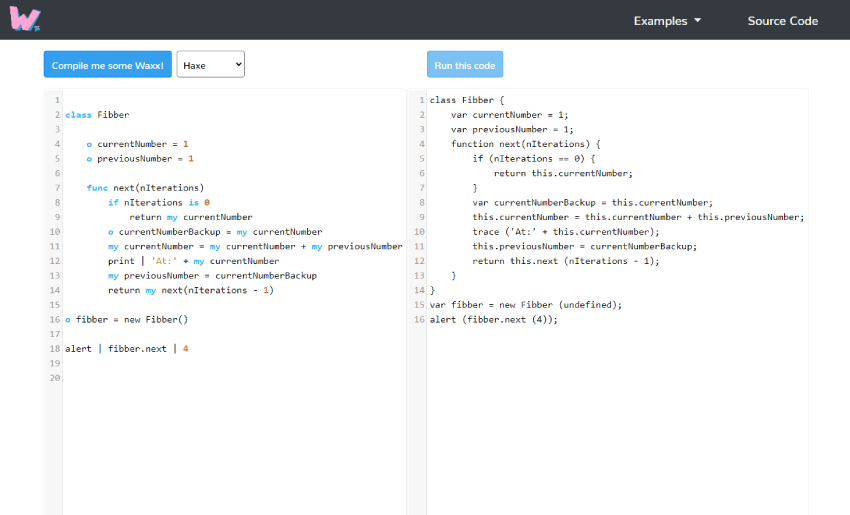 W
Examples
Source Code
Compile me some Waxx!
Haxe
Run this code
1
2 class Fibber
3
4 o currentNumber = 1
5 o previousNumber = 1
6
7 func next(nIterations)
8 if nIterations is 0
9 return my currentNumber
10 o currentNumberBackup = my currentNumber
11 my currentNumber = my currentNumber + my previousNumber
12 print | 'At:' + my currentNumber
13 my previousNumber = currentNumberBackup
14 return my next(nIterations - 1)
15
16 o fibber = new Fibber()
17
18 alert | fibber.next | 4
19
20
1 class Fibber {
2 var currentNumber = 1;
3 var previousNumber = 1;
4 function next(nIterations) {
5 if (nIterations == 0) {
6 return this.currentNumber;
7 }
8 var currentNumberBackup = this.currentNumber;
9 this.currentNumber = this.currentNumber + this.previousNumber;
10 trace ('At:' + this.currentNumber);
11 this.previousNumber = currentNumberBackup;
12 return this.next (nIterations - 1);
13 }
14 }
15 var fibber = new Fibber (undefined);
16 alert (fibber.next (4));